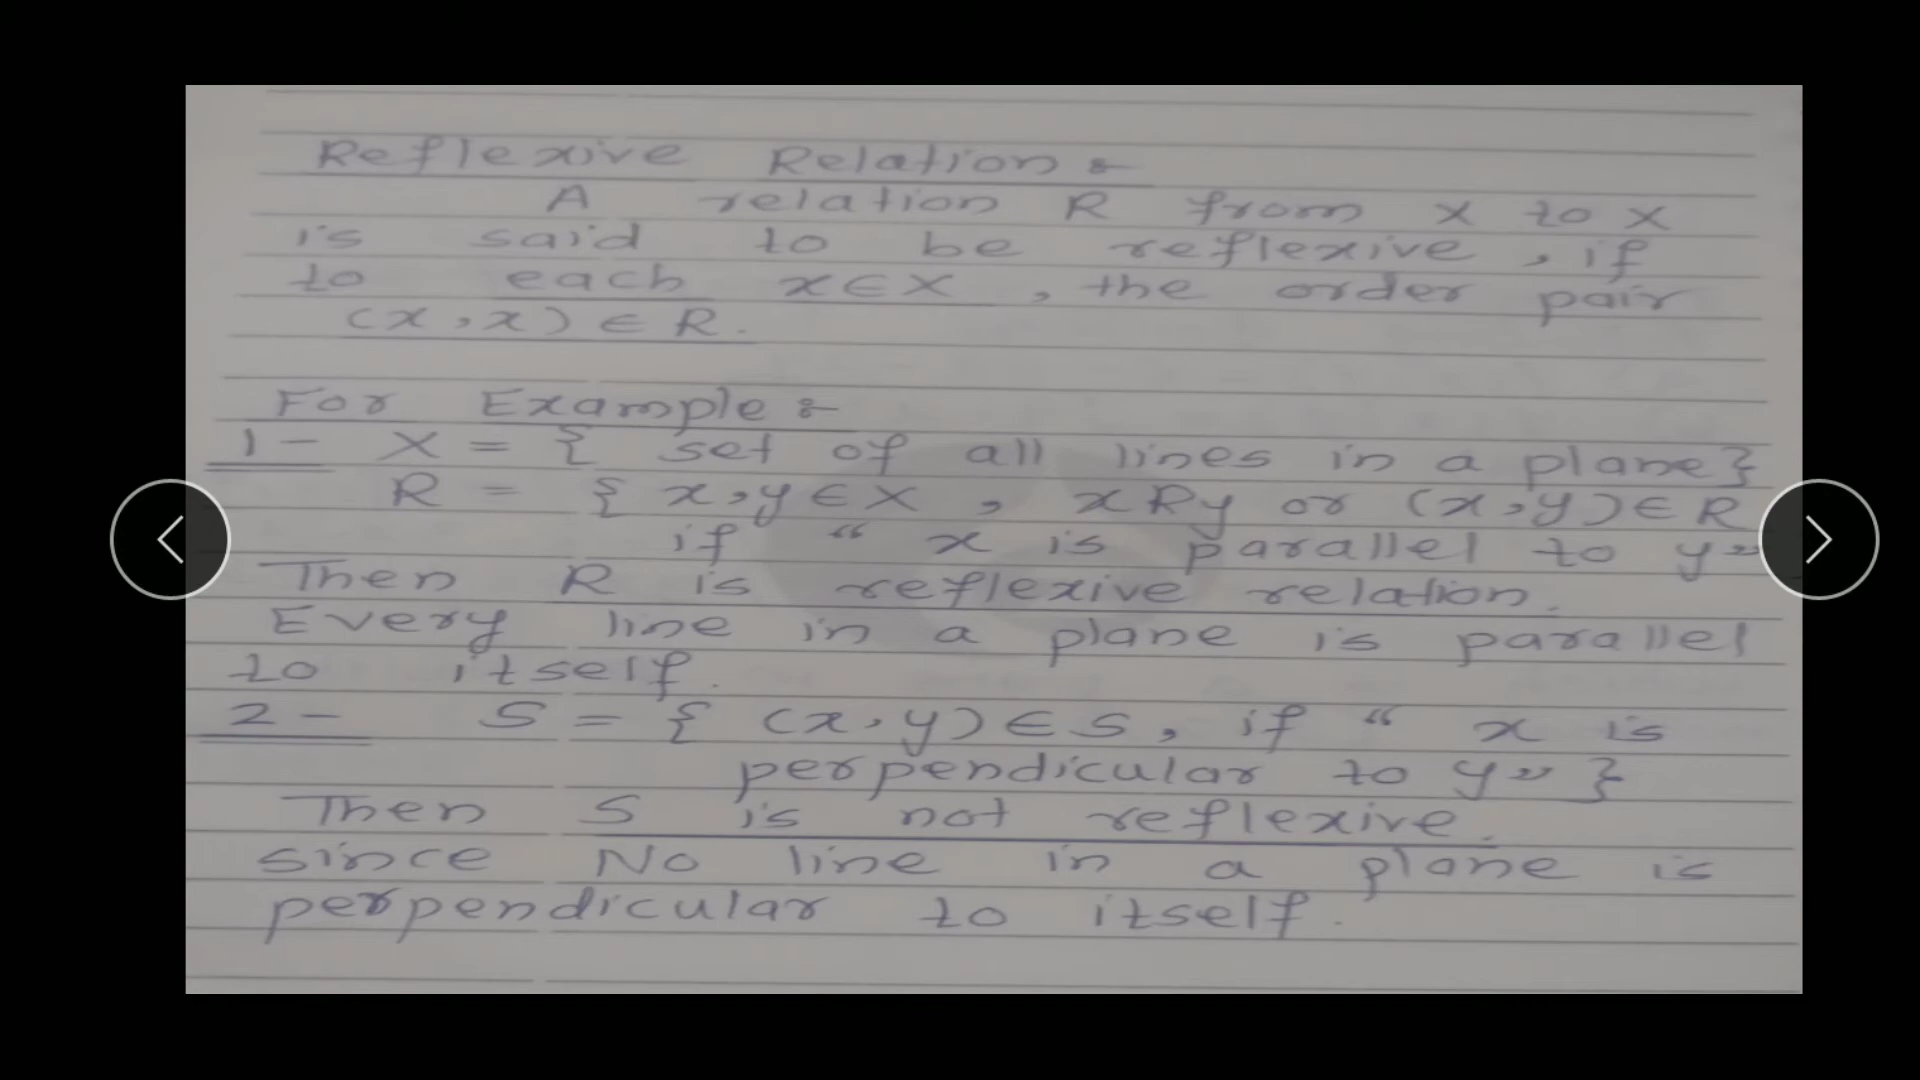 Reflexive Relation :-
A relation R from X to X
is said to be reflexive, if
to each x∈X, the order pair
(x,x) ∈ R.
For Example :-
1- X = { set of all lines in a plane}
R = { x,y∈X , xRy or (x,y)∈R
if “ x is parallel to y”
Then R is reflexive relation.
Every line in a plane is parallel
to itself.
2- S = { (x,y)∈S, if “ x is
perpendicular to y” }
Then S is not reflexive.
since No line in a plane is
perpendicular to itself.